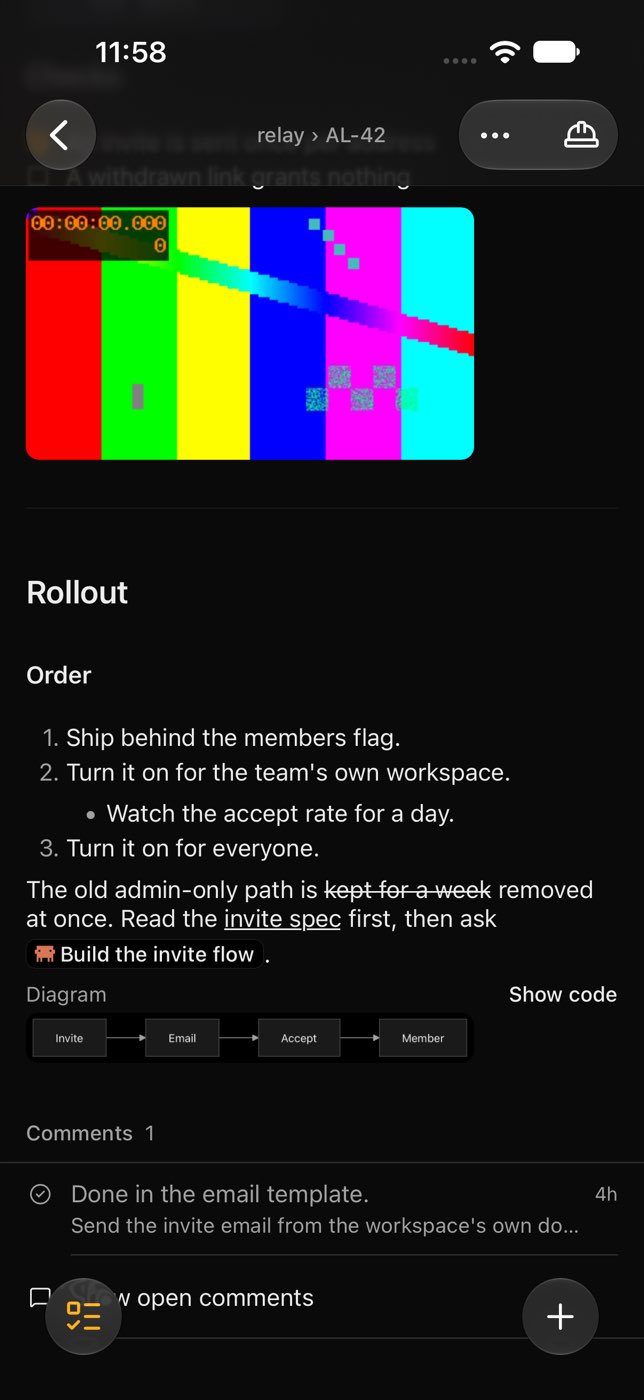 11:58
relay › AL-42
A withdrawn link grants nothing
00:00:00.000
0
Rollout
Order
1. Ship behind the members flag.
2. Turn it on for the team's own workspace.
• Watch the accept rate for a day.
3. Turn it on for everyone.
The old admin-only path is kept for a week removed
at once. Read the invite spec first, then ask
Build the invite flow .
Diagram
Show code
Invite
Email
Accept
Member
Comments 1
Done in the email template.
4h
Send the invite email from the workspace's own do...
open comments